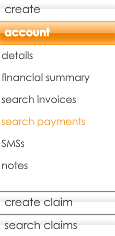 create
account
details
financial summary
search invoices
search payments
SMSs
notes
create claim
search claims